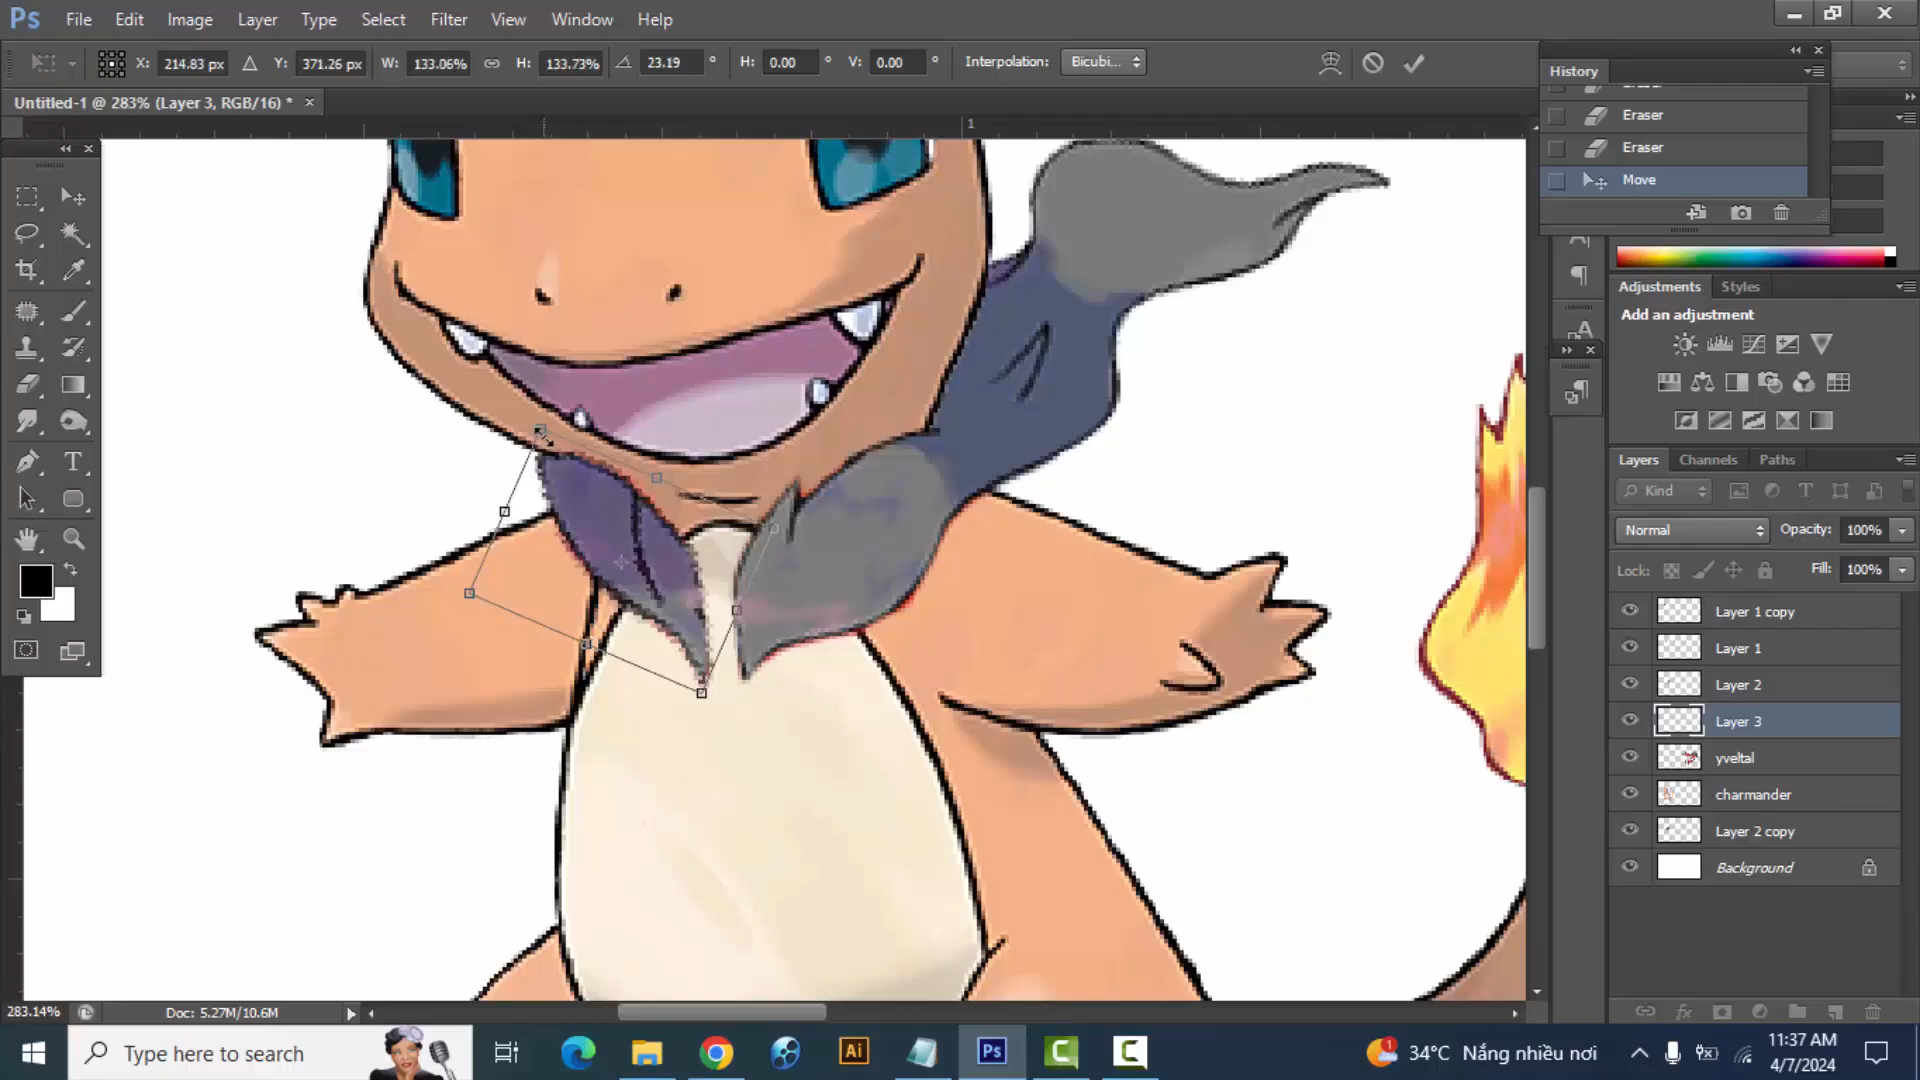 Ps File Edit Image Layer Type Select Filter View Window Help
X: 214.83 px Y: 371.26 px W: 133.06% H: 133.73% 23.19 ° H: 0.00 ° V: 0.00 ° Interpolation: Bicubi...
Untitled-1 @ 283% (Layer 3, RGB/16) * ×
1
History
Eraser
Eraser
Move
Adjustments Styles
Add an adjustment
Layers Channels Paths
Kind
Normal Opacity: 100%
Lock: Fill: 100%
Layer 1 copy
Layer 1
Layer 2
Layer 3
yveltal
charmander
Layer 2 copy
Background
283.14% Doc: 5.27M/10.6M
Type here to search
Ai Ps C C
1 34°C Nắng nhiều nơi
11:37 AM
4/7/2024